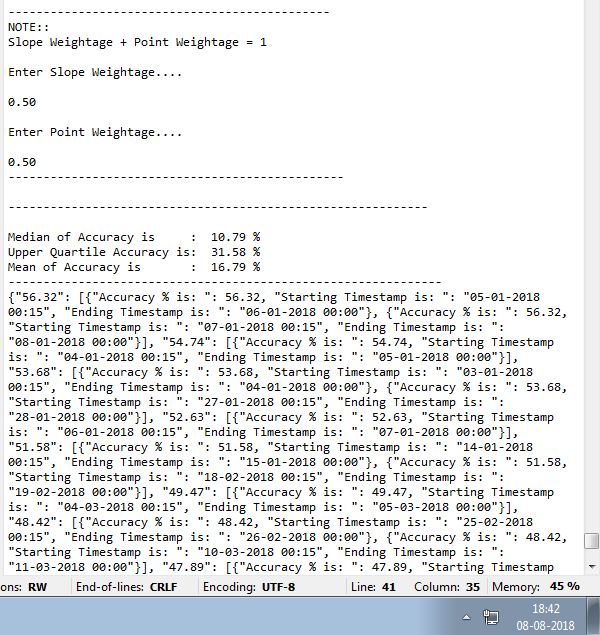 ---------------------------------------------
NOTE::
Slope Weightage + Point Weightage = 1
Enter Slope Weightage....
0.50
Enter Point Weightage....
0.50
-----------------------------------------------
-----------------------------------------------------------
Median of Accuracy is     :  10.79 %
Upper Quartile Accuracy is:  31.58 %
Mean of Accuracy is       :  16.79 %
-------------------------------------------------------------
{"56.32": [{"Accuracy % is: ": 56.32, "Starting Timestamp is: ": "05-01-2018
00:15", "Ending Timestamp is: ": "06-01-2018 00:00"}, {"Accuracy % is: ": 56.32,
"Starting Timestamp is: ": "07-01-2018 00:15", "Ending Timestamp is: ":
"08-01-2018 00:00"}], "54.74": [{"Accuracy % is: ": 54.74, "Starting Timestamp
is: ": "04-01-2018 00:15", "Ending Timestamp is: ": "05-01-2018 00:00"}],
"53.68": [{"Accuracy % is: ": 53.68, "Starting Timestamp is: ": "03-01-2018
00:15", "Ending Timestamp is: ": "04-01-2018 00:00"}, {"Accuracy % is: ": 53.68,
"Starting Timestamp is: ": "27-01-2018 00:15", "Ending Timestamp is: ":
"28-01-2018 00:00"}], "52.63": [{"Accuracy % is: ": 52.63, "Starting Timestamp
is: ": "06-01-2018 00:15", "Ending Timestamp is: ": "07-01-2018 00:00"}],
"51.58": [{"Accuracy % is: ": 51.58, "Starting Timestamp is: ": "14-01-2018
00:15", "Ending Timestamp is: ": "15-01-2018 00:00"}, {"Accuracy % is: ": 51.58,
"Starting Timestamp is: ": "18-02-2018 00:15", "Ending Timestamp is: ":
"19-02-2018 00:00"}], "49.47": [{"Accuracy % is: ": 49.47, "Starting Timestamp
is: ": "04-03-2018 00:15", "Ending Timestamp is: ": "05-03-2018 00:00"}],
"48.42": [{"Accuracy % is: ": 48.42, "Starting Timestamp is: ": "25-02-2018
00:15", "Ending Timestamp is: ": "26-02-2018 00:00"}, {"Accuracy % is: ": 48.42,
"Starting Timestamp is: ": "10-03-2018 00:15", "Ending Timestamp is: ":
"11-03-2018 00:00"}], "47.89": [{"Accuracy % is: ": 47.89, "Starting Timestamp
ons: RW End-of-lines: CRLF Encoding: UTF-8 Line: 41 Column: 35 Memory: 45 %
18:42
08-08-2018